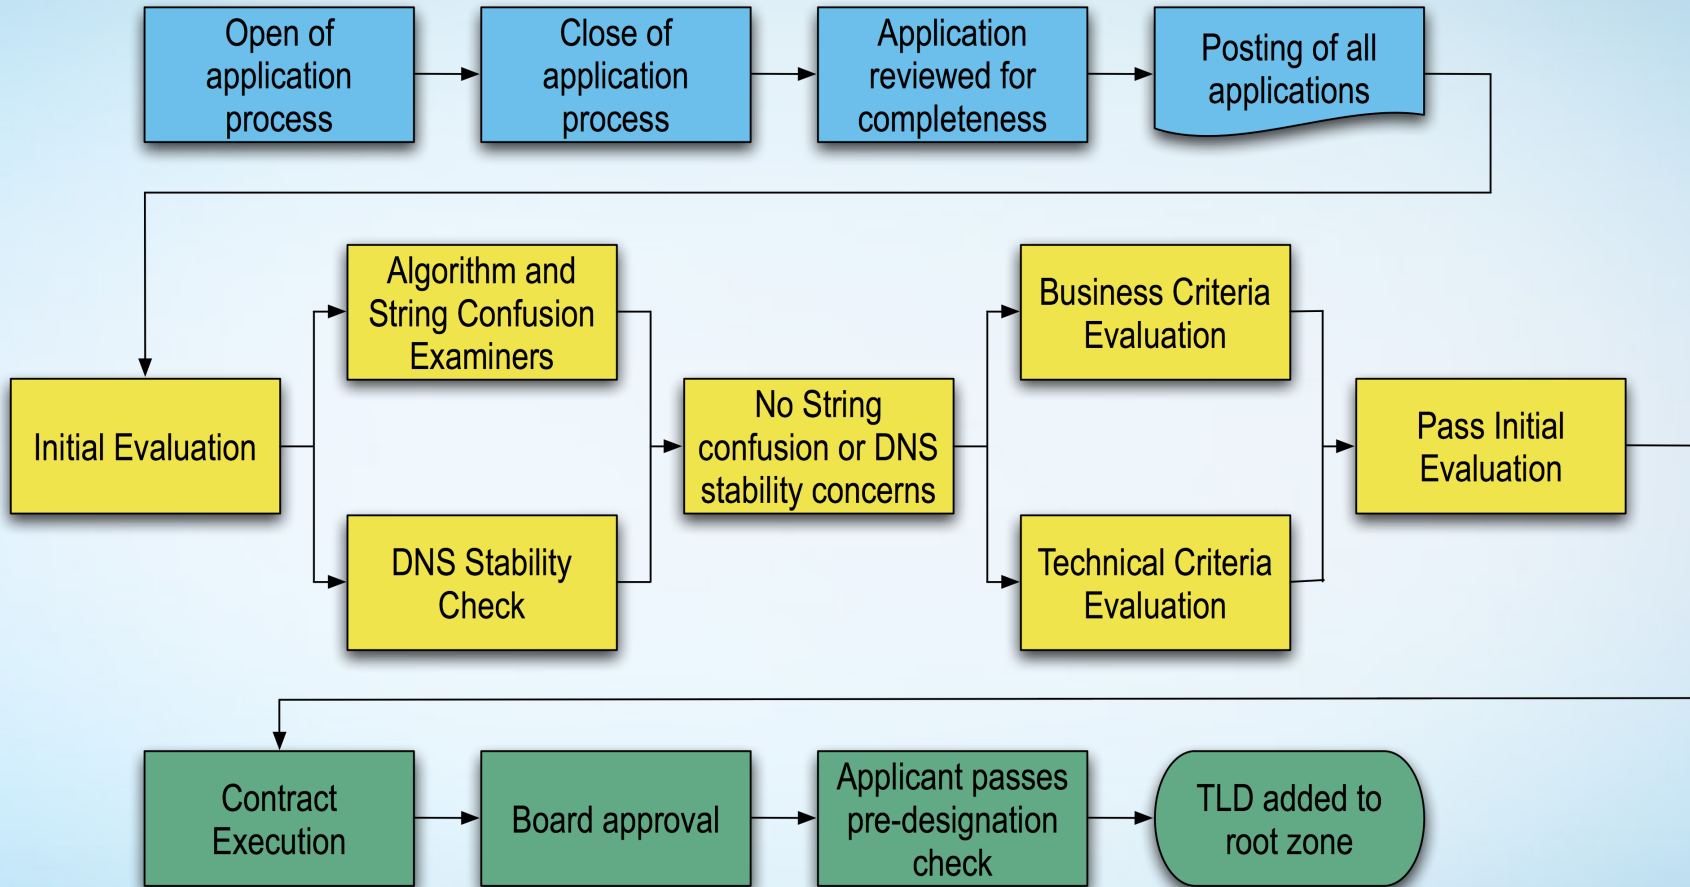 Open of
application
process
Close of
application
process
Application
reviewed for
completeness
Posting of all
applications
Initial Evaluation
Algorithm and
String Confusion
Examiners
DNS Stability
Check
No String
confusion or DNS
stability concerns
Business Criteria
Evaluation
Technical Criteria
Evaluation
Pass Initial
Evaluation
Contract
Execution
Board approval
Applicant passes
pre-designation
check
TLD added to
root zone